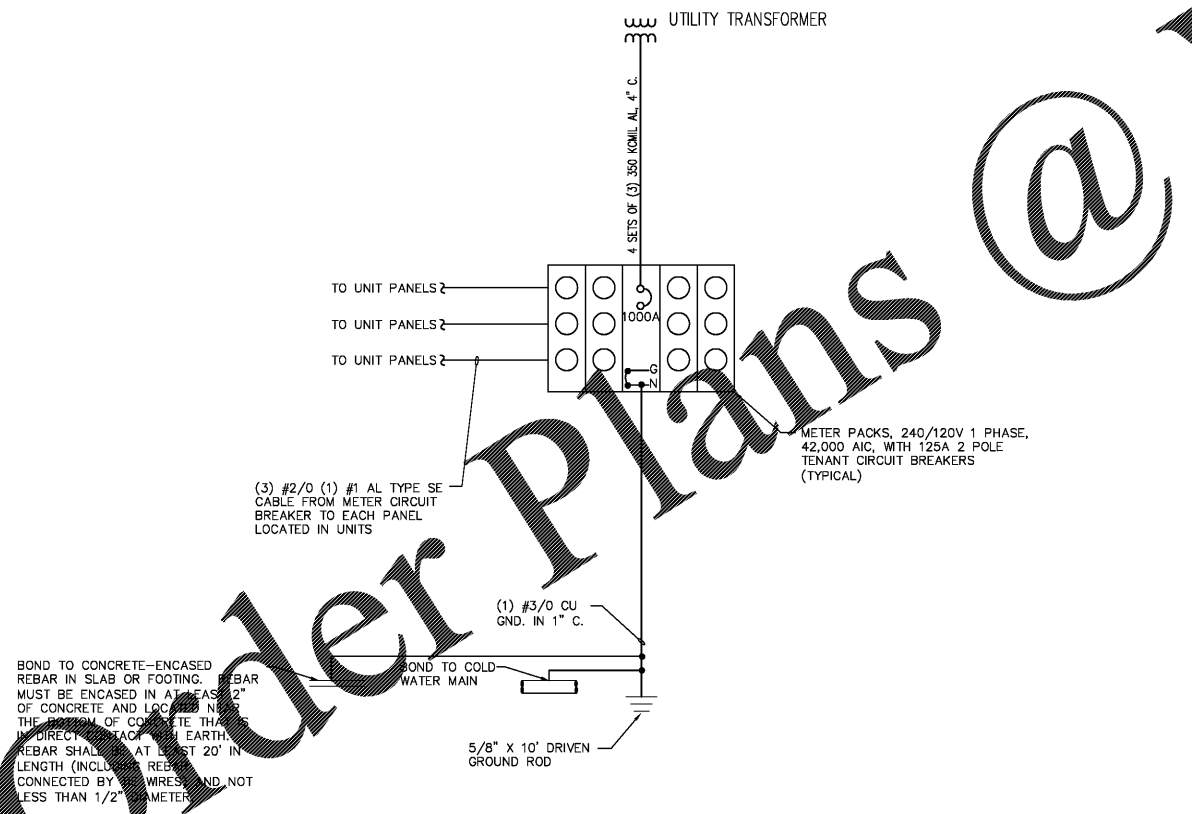 UTILITY TRANSFORMER
4 SETS OF (3) 350 KCMIL AL, 4" C.
TO UNIT PANELS
TO UNIT PANELS
TO UNIT PANELS
1000A
G
N
METER PACKS, 240/120V 1 PHASE,
42,000 AIC, WITH 125A 2 POLE
TENANT CIRCUIT BREAKERS
(TYPICAL)
(3) #2/0 (1) #1 AL TYPE SE
CABLE FROM METER CIRCUIT
BREAKER TO EACH PANEL
LOCATED IN UNITS
(1) #3/0 CU
GND. IN 1" C.
BOND TO CONCRETE-ENCASED
REBAR IN SLAB OR FOOTING. REBAR
MUST BE ENCASED IN AT LEAST 2"
OF CONCRETE AND LOCATED NEAR
THE BOTTOM OF CONCRETE THAT IS
IN DIRECT CONTACT WITH EARTH.
REBAR SHALL BE AT LEAST 20' IN
LENGTH (INCLUDING REBAR
CONNECTED BY WIRES) AND NOT
LESS THAN 1/2" DIAMETER
BOND TO COLD
WATER MAIN
5/8" X 10' DRIVEN
GROUND ROD
order Plans @